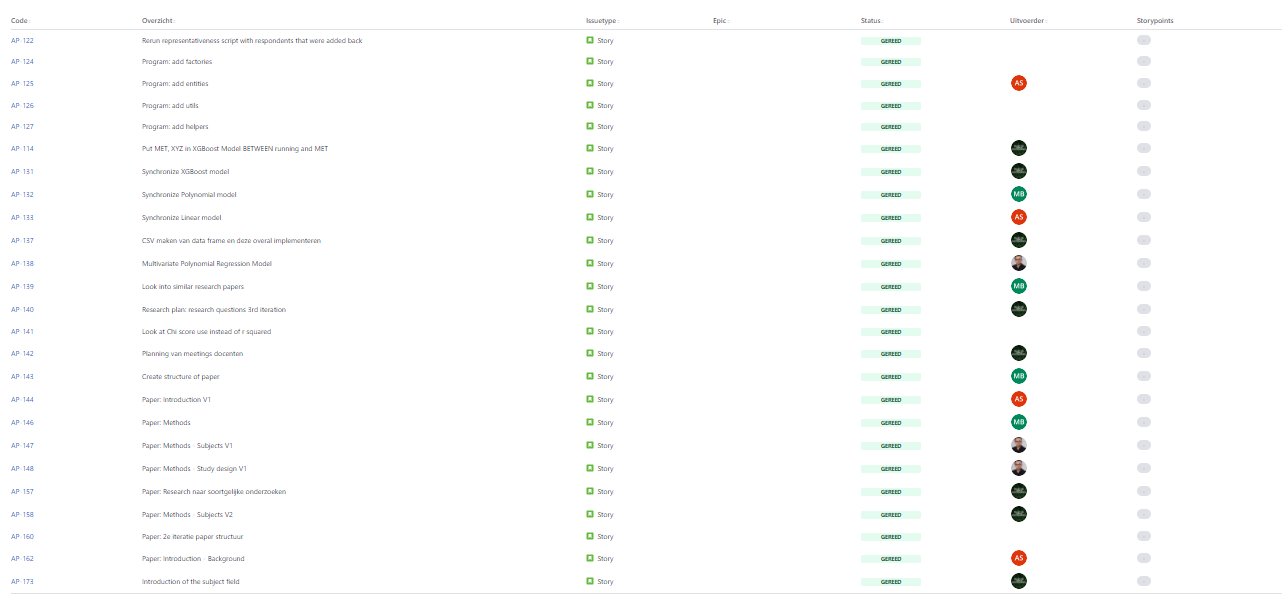 Code Overzicht Issuetype Epic Status Uitvoerder Storypoints
AP-122 Rerun representativeness script with respondents that were added back Story GEREED
AP-124 Program: add factories Story GEREED
AP-125 Program: add entities Story GEREED AS
AP-126 Program: add utils Story GEREED
AP-127 Program: add helpers Story GEREED
AP-114 Put MET, XYZ in XGBoost Model BETWEEN running and MET Story GEREED
AP-131 Synchronize XGBoost model Story GEREED
AP-132 Synchronize Polynomial model Story GEREED MB
AP-133 Synchronize Linear model Story GEREED AS
AP-137 CSV maken van data frame en deze overal implementeren Story GEREED
AP-138 Multivariate Polynomial Regression Model Story GEREED
AP-139 Look into similar research papers Story GEREED MB
AP-140 Research plan: research questions 3rd iteration Story GEREED
AP-141 Look at Chi score use instead of r squared Story GEREED
AP-142 Planning van meetings docenten Story GEREED
AP-143 Create structure of paper Story GEREED MB
AP-144 Paper: Introduction V1 Story GEREED AS
AP-146 Paper: Methods Story GEREED MB
AP-147 Paper: Methods - Subjects V1 Story GEREED
AP-148 Paper: Methods - Study design V1 Story GEREED
AP-157 Paper: Research naar soortgelijke onderzoeken Story GEREED
AP-158 Paper: Methods - Subjects V2 Story GEREED
AP-160 Paper: 2e iteratie paper structuur Story GEREED
AP-162 Paper: Introduction - Background Story GEREED AS
AP-173 Introduction of the subject field Story GEREED